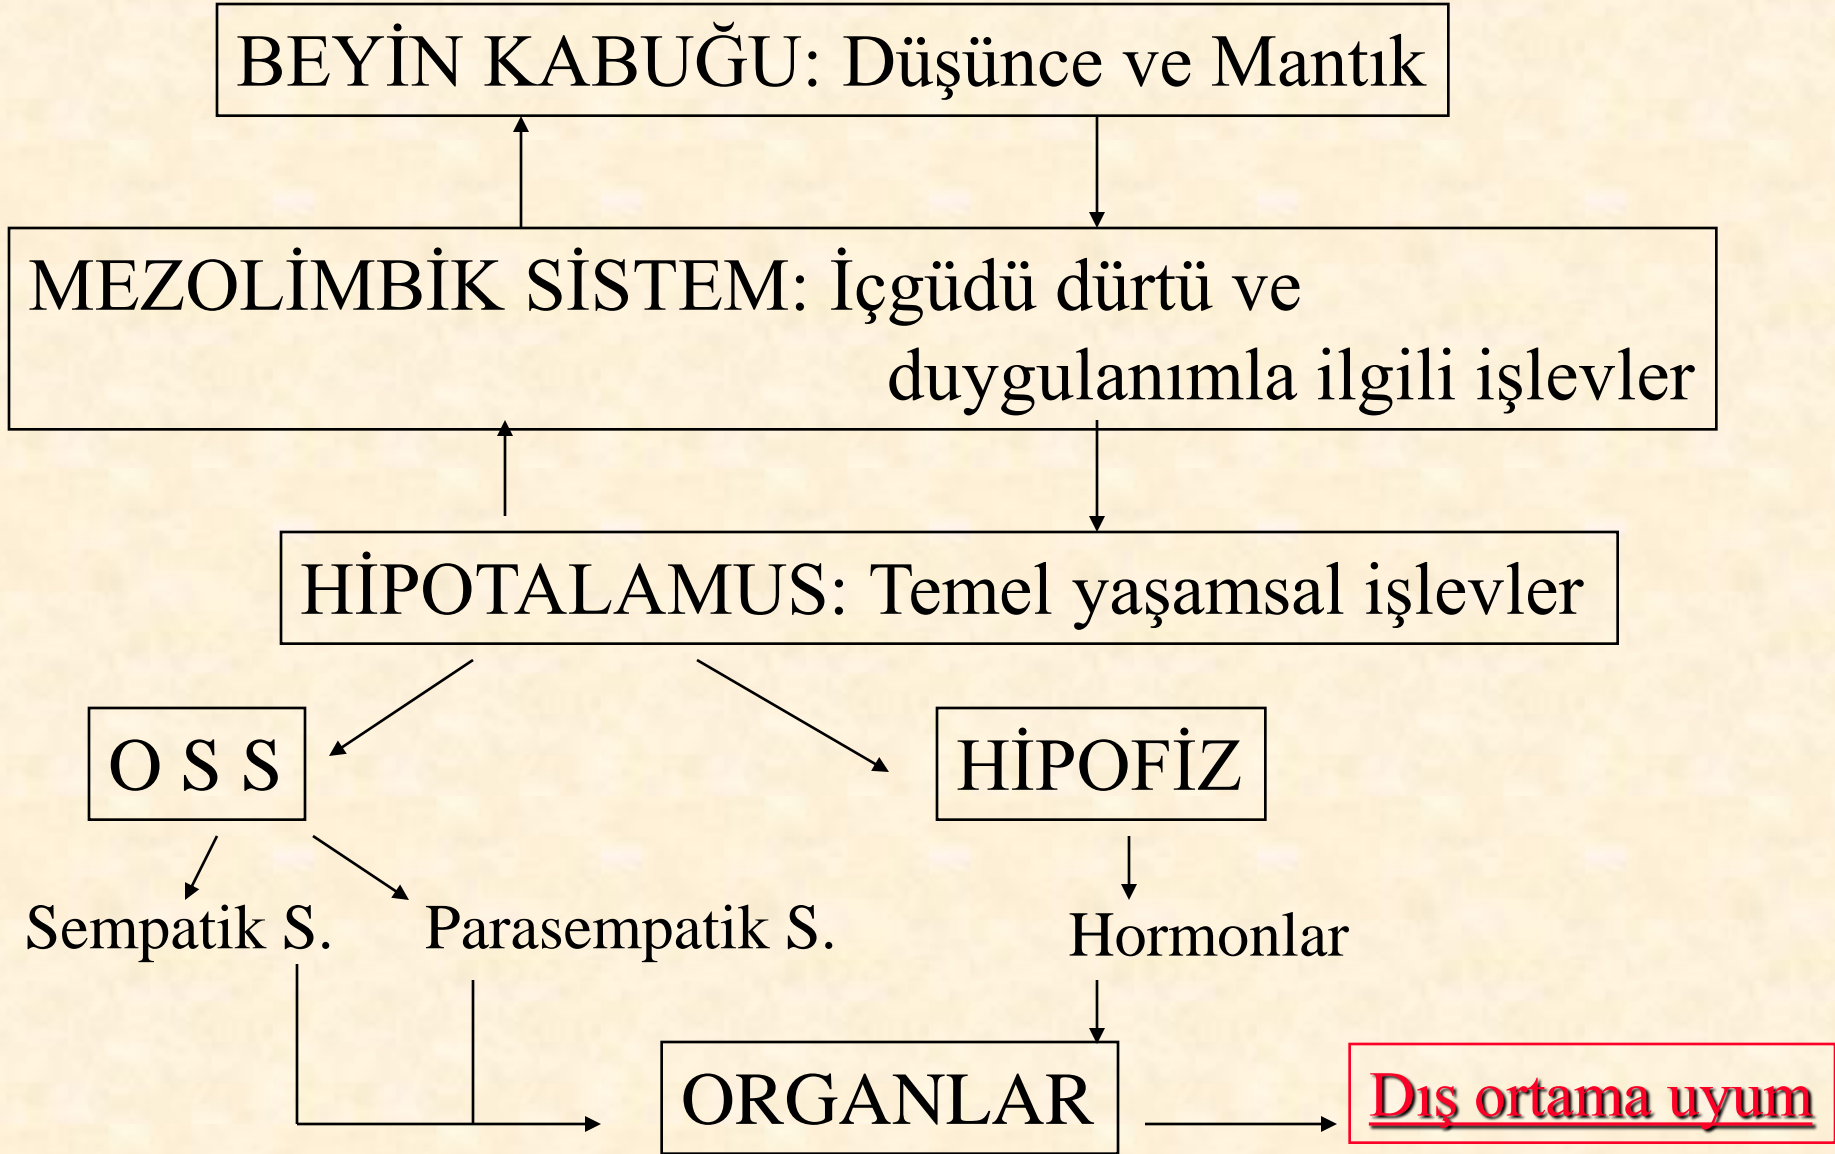 BEYİN KABUĞU: Düşünce ve Mantık
MEZOLİMBİK SİSTEM: İçgüdü dürtü ve
duygulanımla ilgili işlevler
HİPOTALAMUS: Temel yaşamsal işlevler
O S S
HİPOFİZ
Sempatik S.
Parasempatik S.
Hormonlar
ORGANLAR
Dış ortama uyum